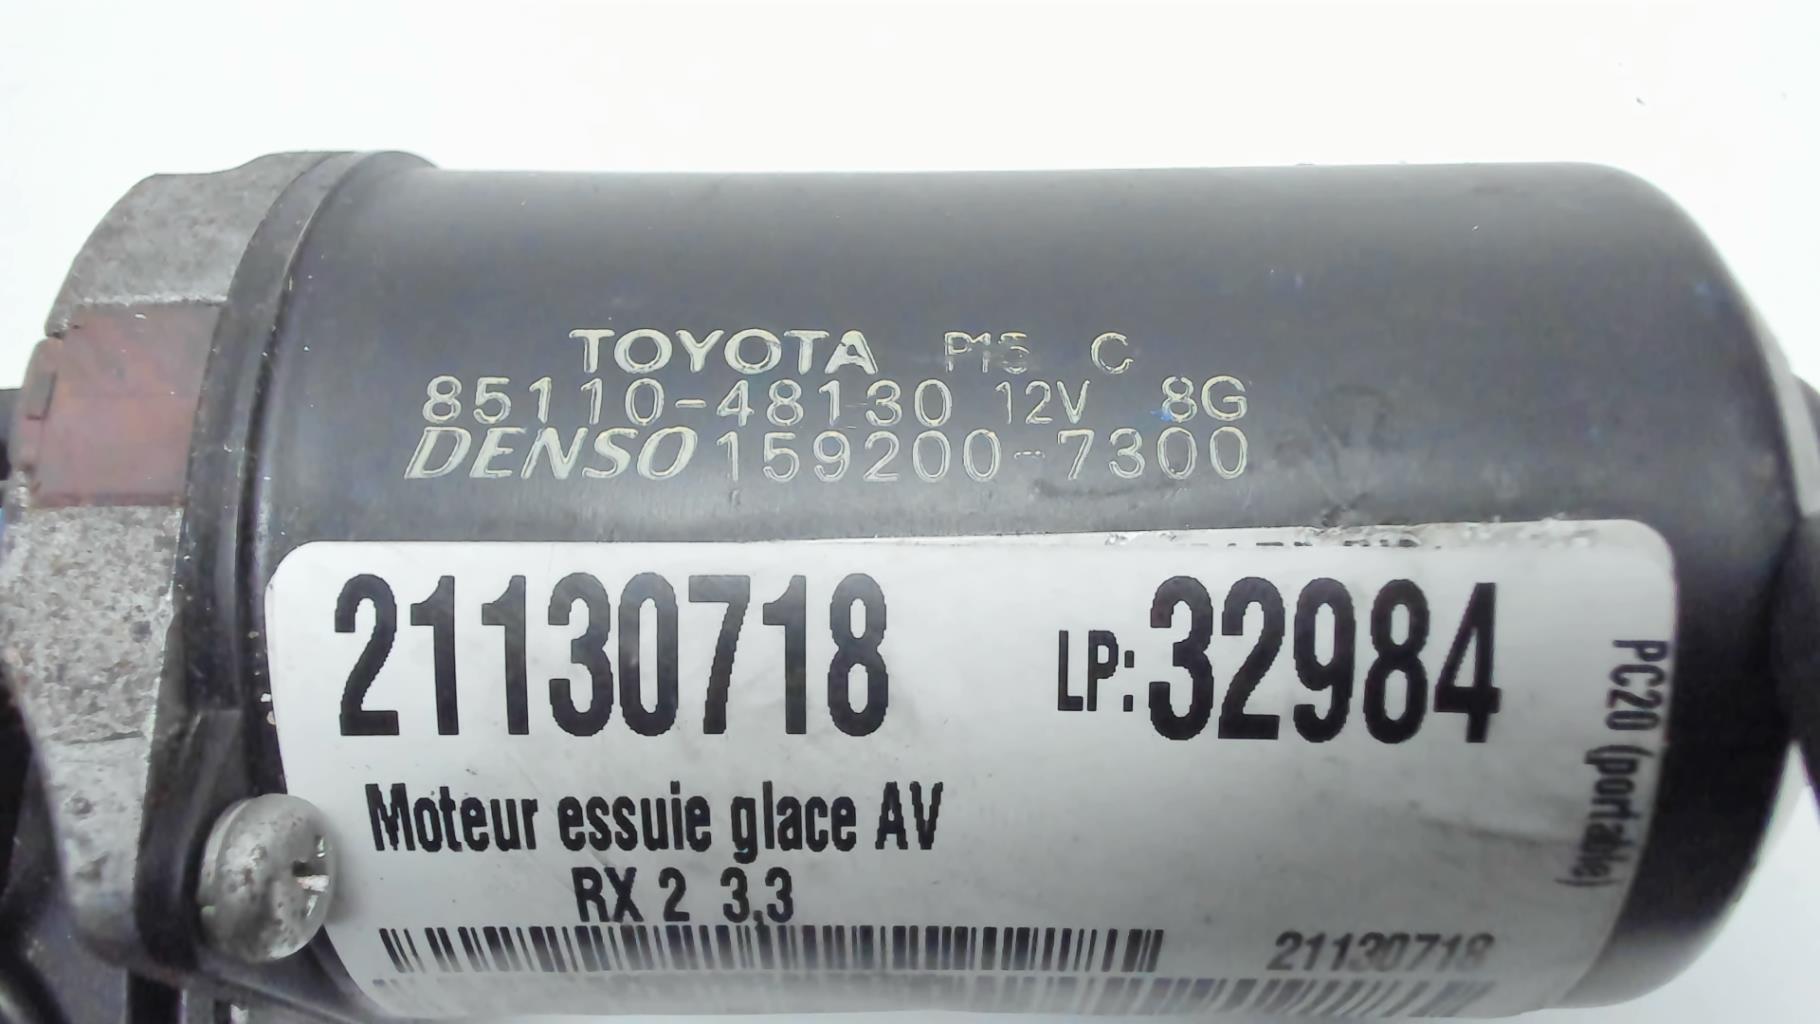 TOYOTA P15 C
85110-48130 12V 8G
DENSO 159200-7300
21130718 LP: 32984
Moteur essuie glace AV
RX 2 3,3
21130718
PC20 (portable)